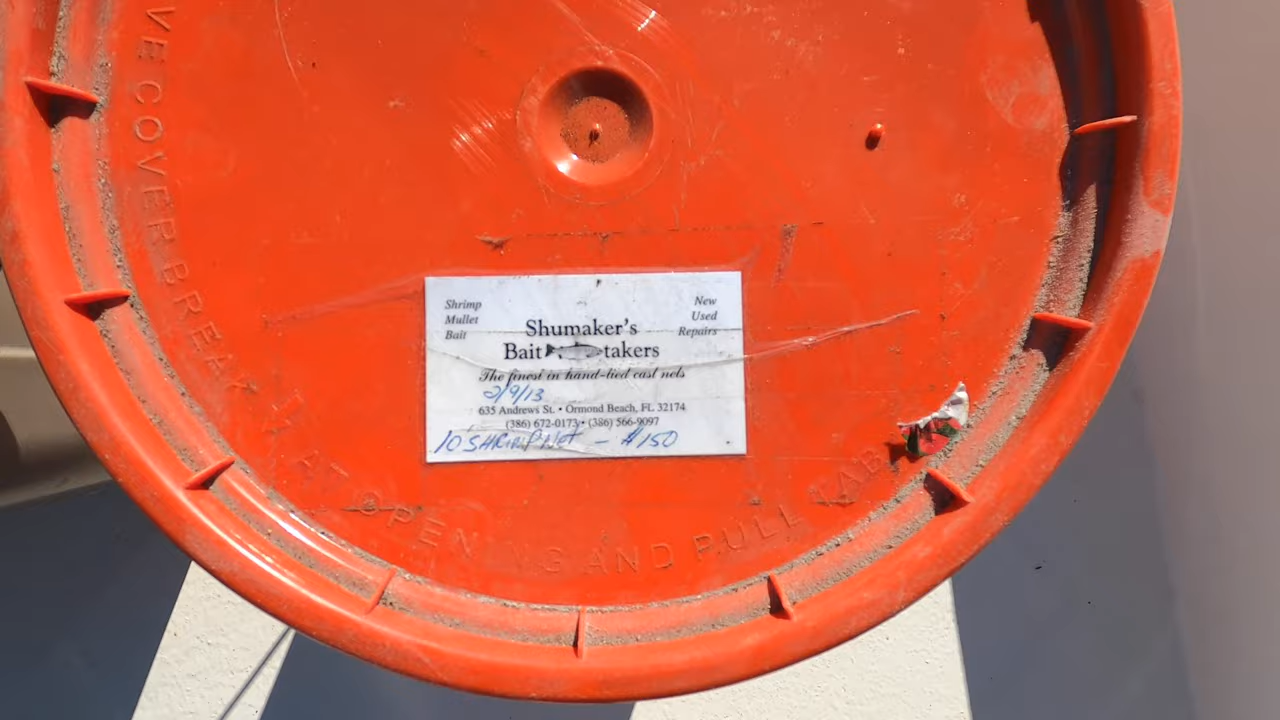 VE COVER BREAK
AT OPENING AND PULL TAB
Shrimp
Mullet
Bait
New
Used
Repairs
Shumaker's
Bait takers
The finest in hand-tied cast nets
2/9/13
635 Andrews St. • Ormond Beach, FL 32174
(386) 672-0173 • (386) 566-9097
10' SHRIMP Net - $150